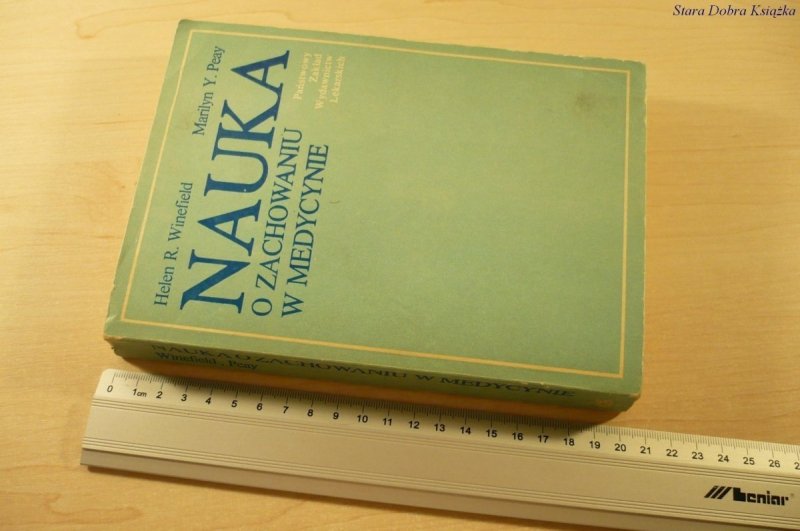 Stara Dobra Książka
Helen R. Winefield Marilyn Y. Peay
NAUKA
O ZACHOWANIU
W MEDYCYNIE
Państwowy
Zakład
Wydawnictw
Lekarskich
NAUKA O ZACHOWANIU W MEDYCYNIE
Winefield - Peay
0 1cm 2 3 4 5 6 7 8 9 10 11 12 13 14 15 16 17 18 19 20 21 22 23 24 25 26
leniar